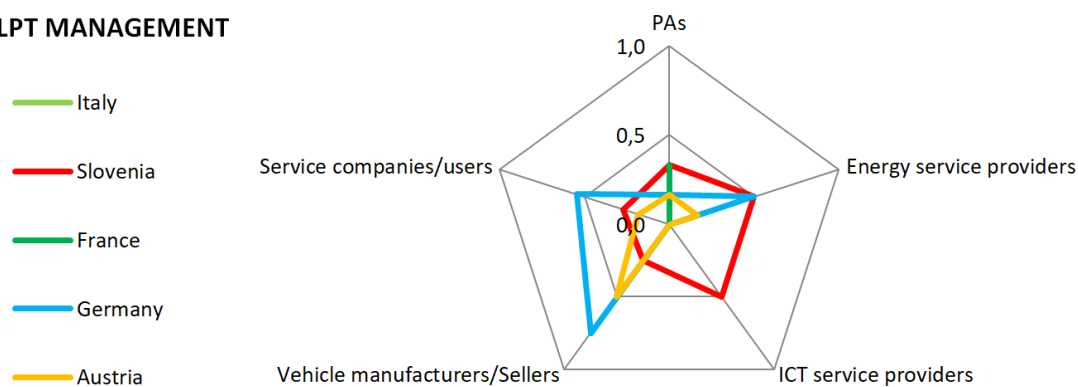 LPT MANAGEMENT
Italy
Slovenia
France
Germany
Austria
PAs
1,0
0,5
0,0
Service companies/users
Energy service providers
Vehicle manufacturers/Sellers
ICT service providers